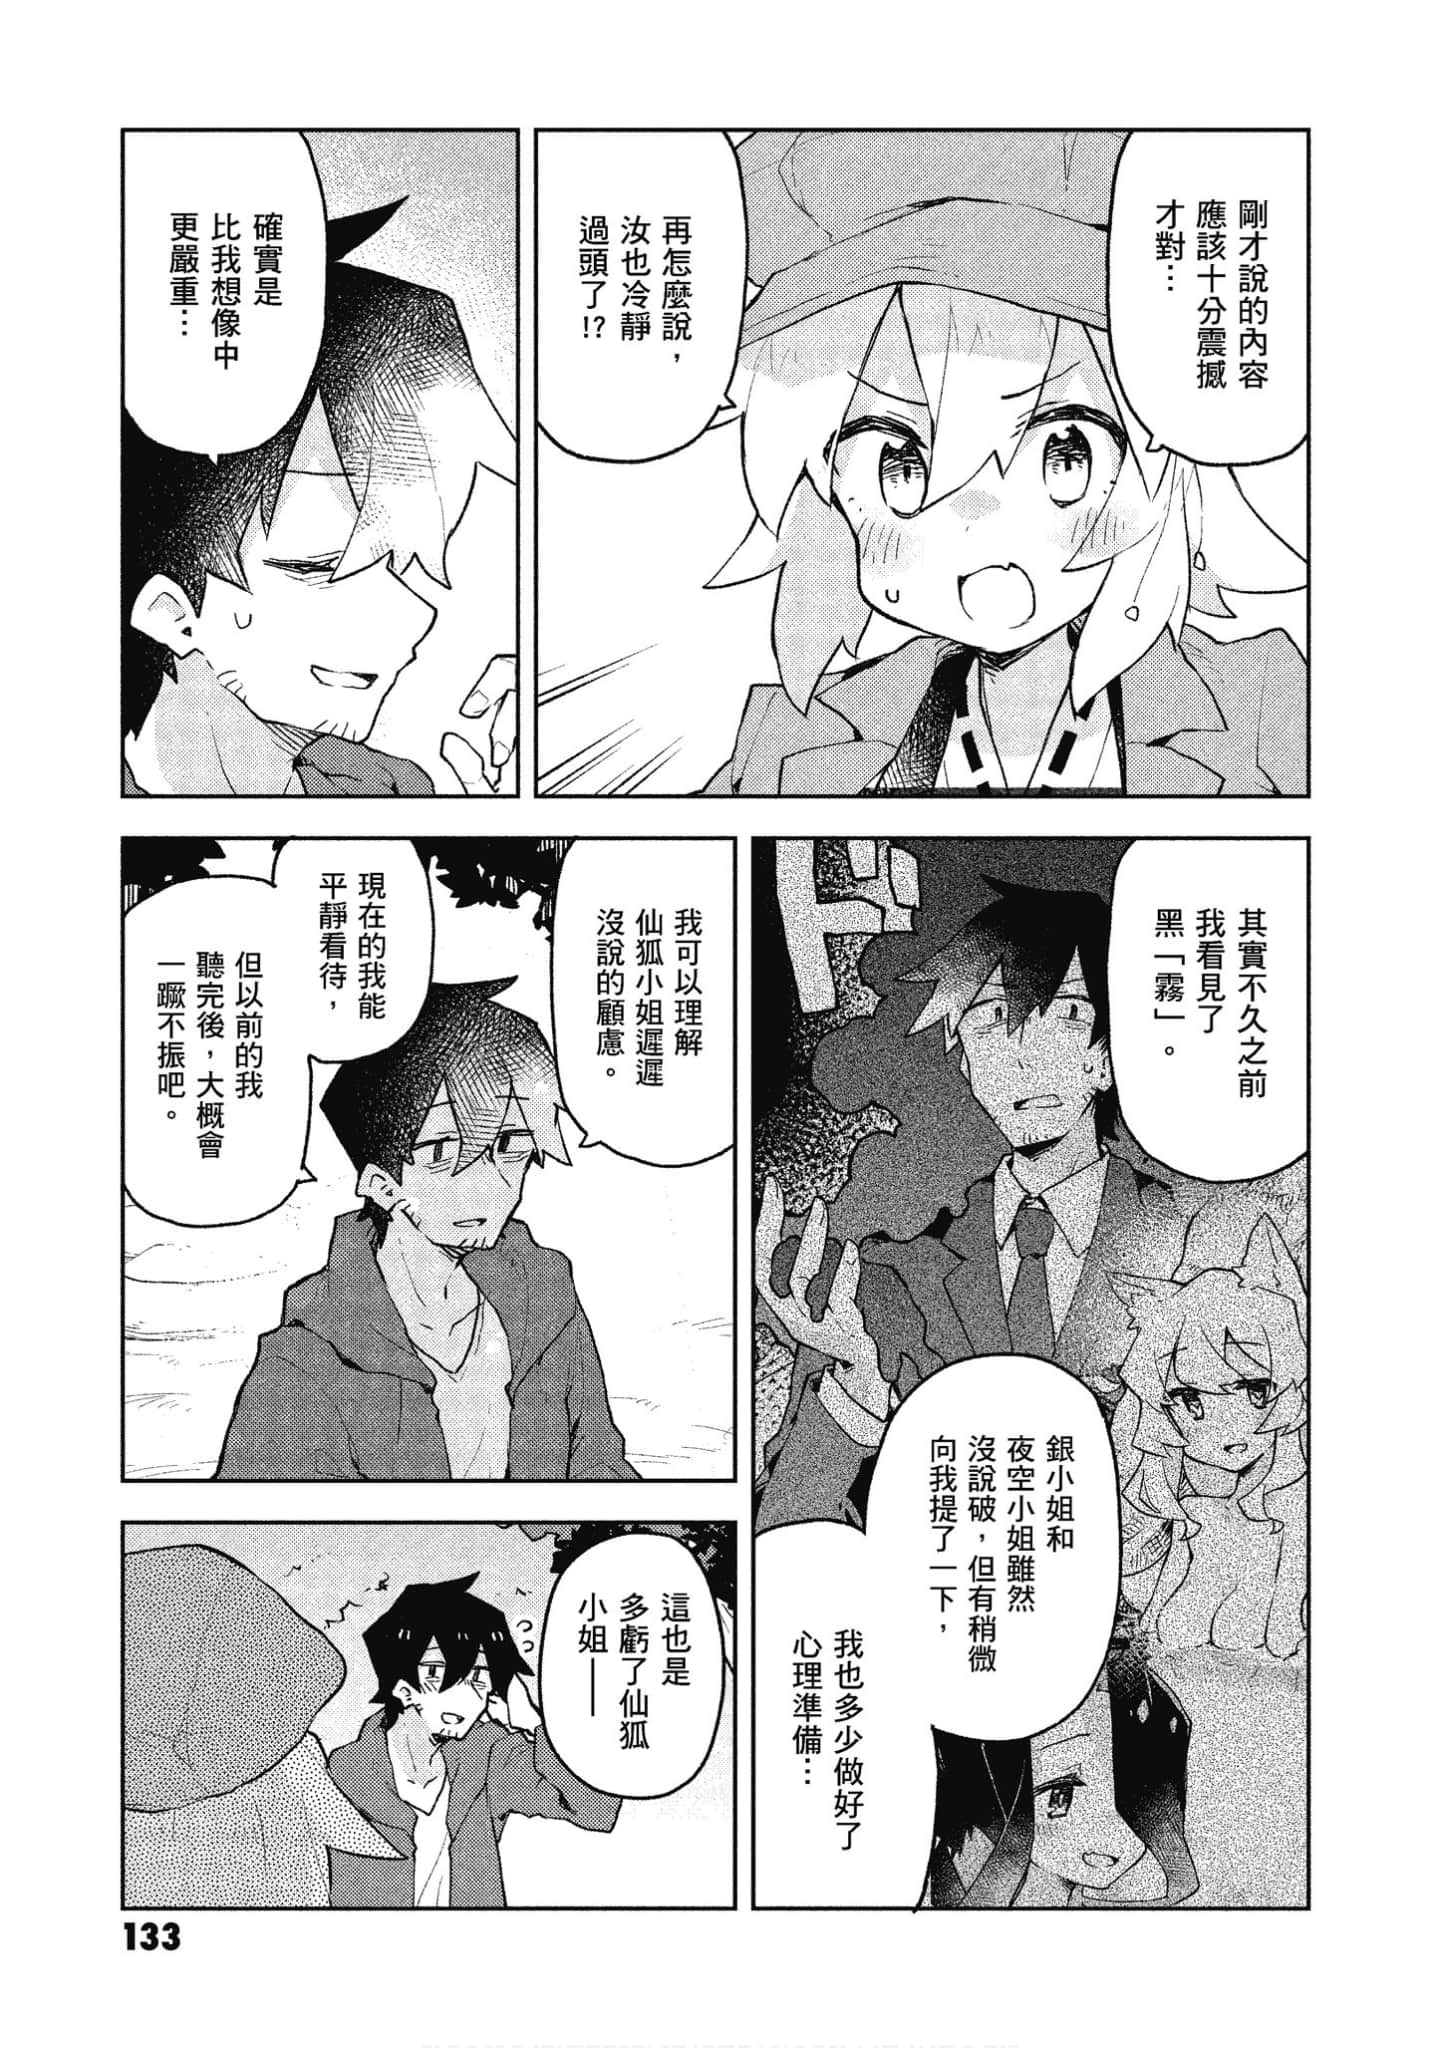 剛才說的內容
應該十分震撼
才對…
再怎麼說，
汝也冷靜
過頭了!?
確實是
比我想像中
更嚴重…
其實不久之前
我看見了
黑「霧」。
銀小姐和
夜空小姐雖然
沒說破，但有稍微
向我提了一下，
我也多少做好了
心理準備…
我可以理解
仙狐小姐遲遲
沒說的顧慮。
現在的我能
平靜看待，
但以前的我
聽完後，大概會
一蹶不振吧。
這也是
多虧了仙狐
小姐——
133